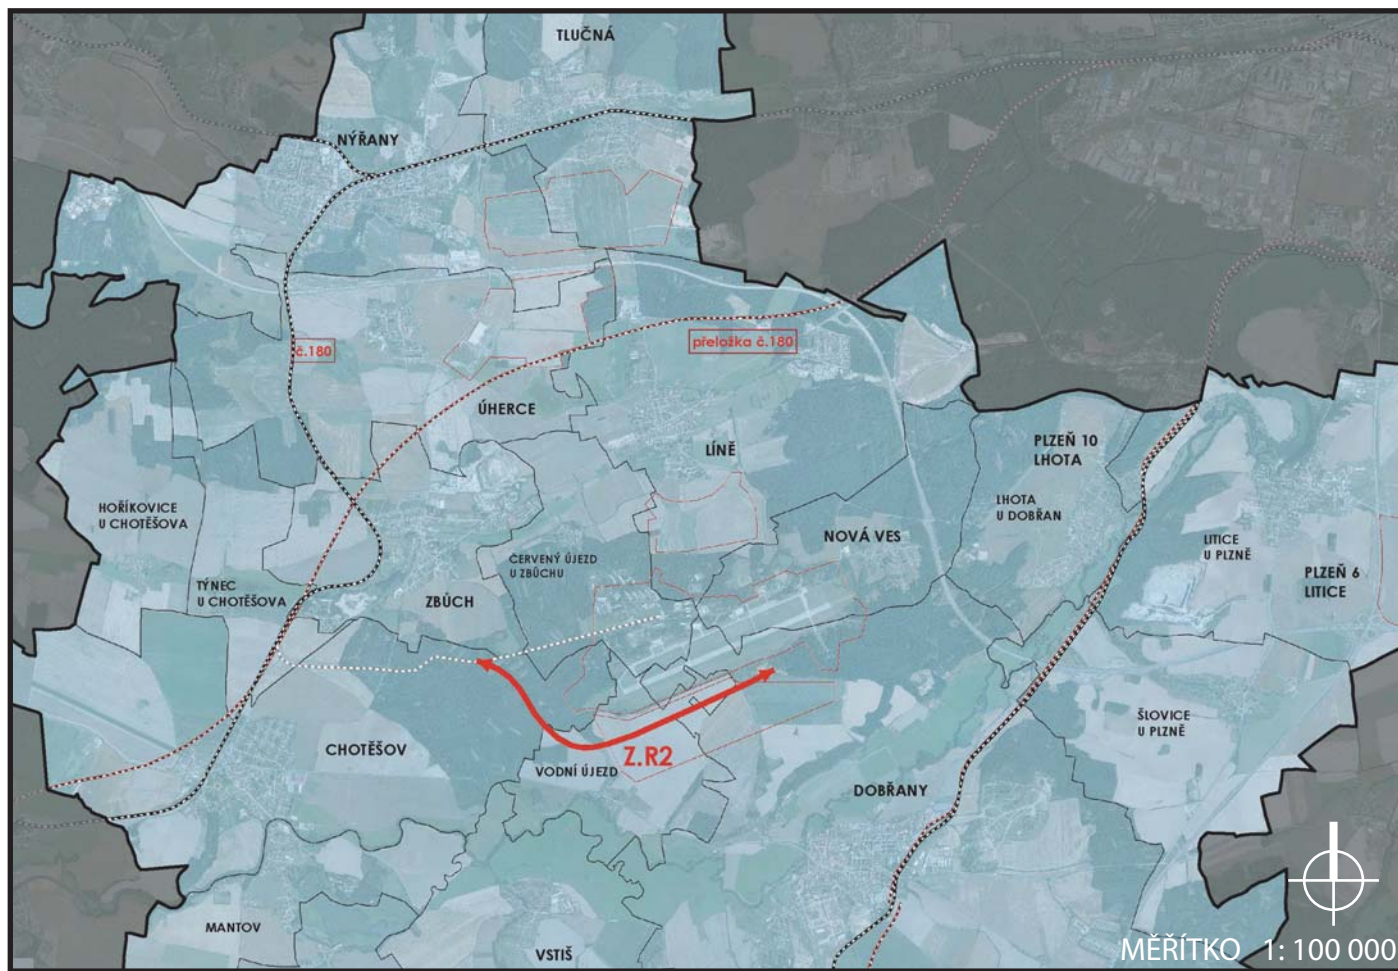 TLUČNÁ
NÝŘANY
č.180
přeložka č.180
ÚHERCE
LÍNĚ
PLZEŇ 10
LHOTA
HOŘÍKOVICE
U CHOTĚŠOVA
LHOTA
U DOBŘAN
NOVÁ VES
LITICE
U PLZNĚ
ČERVENÝ ÚJEZD
U ZBŮCHU
PLZEŇ 6
LITICE
TÝNEC
U CHOTĚŠOVA
ZBŮCH
ŠLOVICE
U PLZNĚ
CHOTĚŠOV
Z.R2
VODNÍ ÚJEZD
DOBŘANY
MANTOV
VSTIŠ
MĚŘÍTKO 1: 100 000